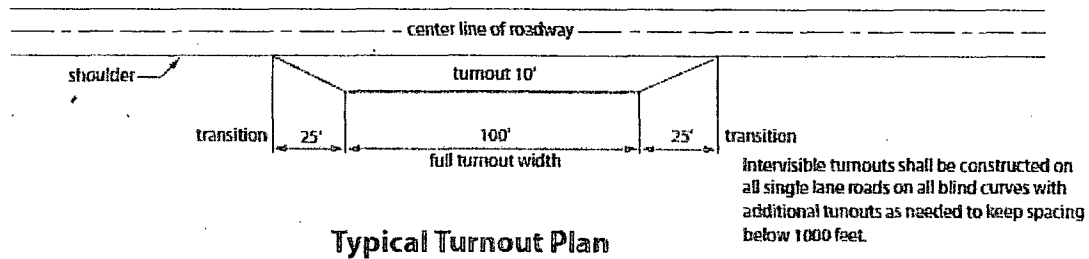 center line of roadway
shoulder
turnout 10'
transition 25' 100' 25' transition
full turnout width
Intervisible turnouts shall be constructed on
all single lane roads on all blind curves with
additional tunouts as needed to keep spacing
below 1000 feet.
Typical Turnout Plan